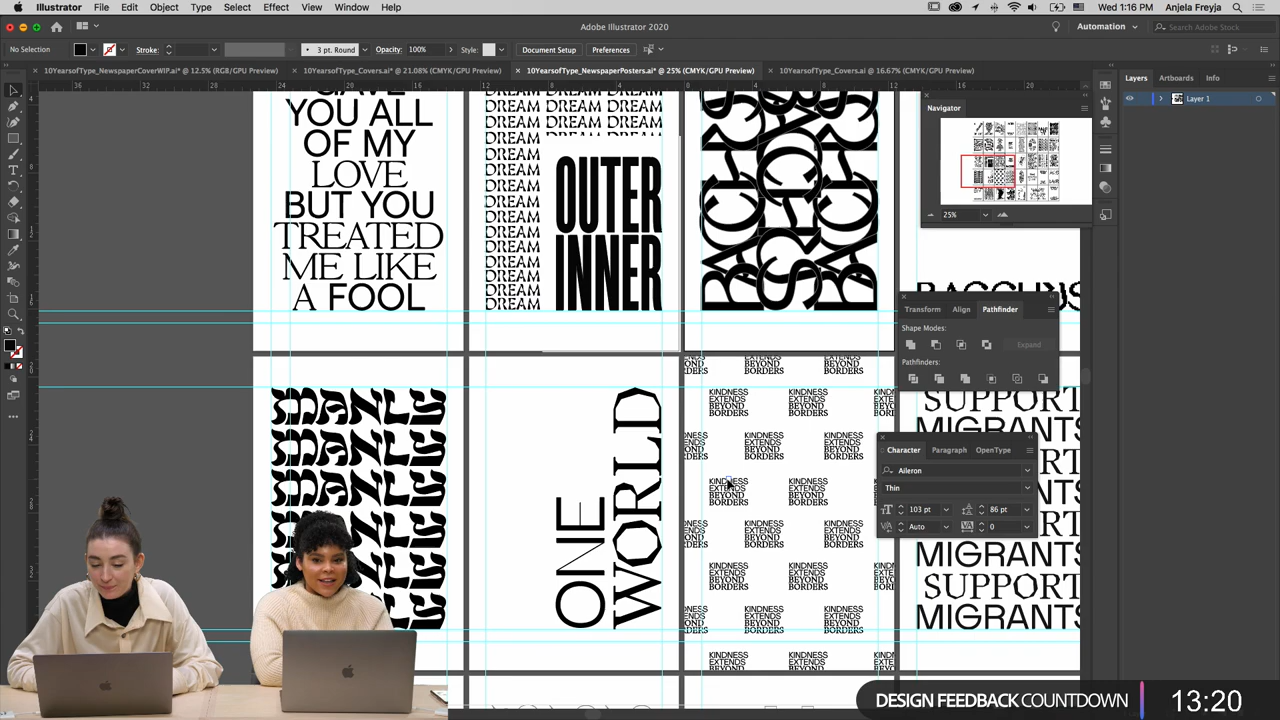 Illustrator File Edit Object Type Select Effect View Window Help
Wed 1:16 PM Anjela Freyja
Adobe Illustrator 2020
Automation
Search Adobe Stock
No Selection
Stroke:
3 pt. Round
Opacity: 100%
Style:
Document Setup
Preferences
10YearsofType_NewspaperCoverWIP.ai* @ 12.5% (RGB/GPU Preview)
10YearsofType_Covers.ai* @ 21.08% (CMYK/GPU Preview)
10YearsofType_NewspaperPosters.ai* @ 25% (CMYK/GPU Preview)
10YearsofType_Covers.ai @ 16.67% (CMYK/GPU Preview)
Layers Artboards Info
Layer 1
Navigator
25%
YOU ALL
OF MY
LOVE
BUT YOU
TREATED
ME LIKE
A FOOL
DREAM DREAM DREAM
DREAM DREAM DREAM
DREAM DREAM DREAM
DREAM
DREAM
DREAM
DREAM
DREAM
DREAM
DREAM
DREAM
DREAM
DREAM
DREAM
OUTER
INNER
Transform Align Pathfinder
Shape Modes:
Expand
Pathfinders:
ONE
WORLD
KINDNESS
EXTENDS
BEYOND
BORDERS
SUPPORT
MIGRANTS
SUPPORT
MIGRANTS
Character Paragraph OpenType
Aileron
Thin
103 pt
86 pt
Auto
0
DESIGN FEEDBACK COUNTDOWN
13:20